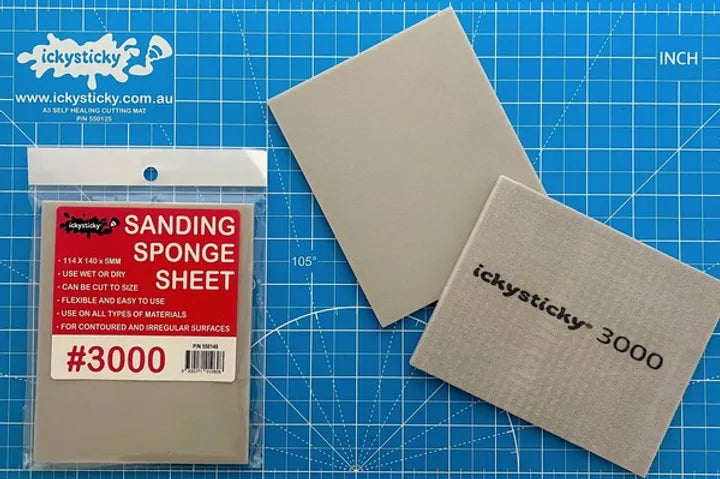 ickysticky
www.ickysticky.com.au
A3 SELF HEALING CUTTING MAT
P/N 550125
INCH
105°
ickysticky
SANDING
SPONGE
SHEET
• 114 X 140 x 5MM
• USE WET OR DRY
• CAN BE CUT TO SIZE
• FLEXIBLE AND EASY TO USE
• USE ON ALL TYPES OF MATERIALS
• FOR CONTOURED AND IRREGULAR SURFACES
#3000
P/N 550140
ickysticky® 3000